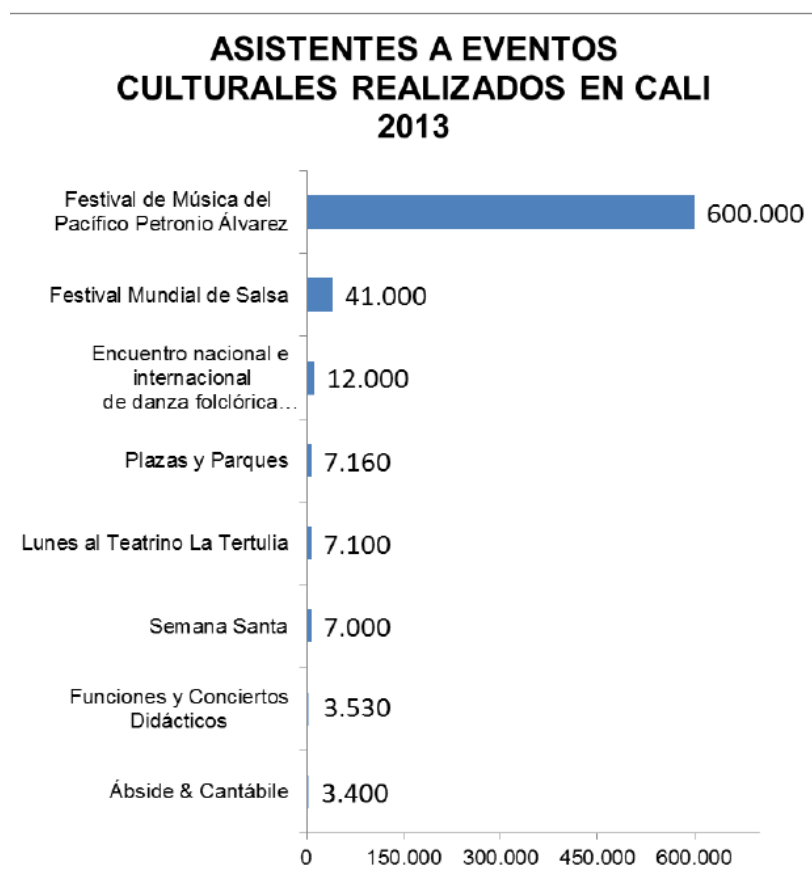 ASISTENTES A EVENTOS
CULTURALES REALIZADOS EN CALI
2013
Festival de Música del
Pacífico Petronio Álvarez
600.000
Festival Mundial de Salsa
41.000
Encuentro nacional e
internacional
de danza folclórica...
12.000
Plazas y Parques
7.160
Lunes al Teatrino La Tertulia
7.100
Semana Santa
7.000
Funciones y Conciertos
Didácticos
3.530
Ábside & Cantábile
3.400
0 150.000 300.000 450.000 600.000